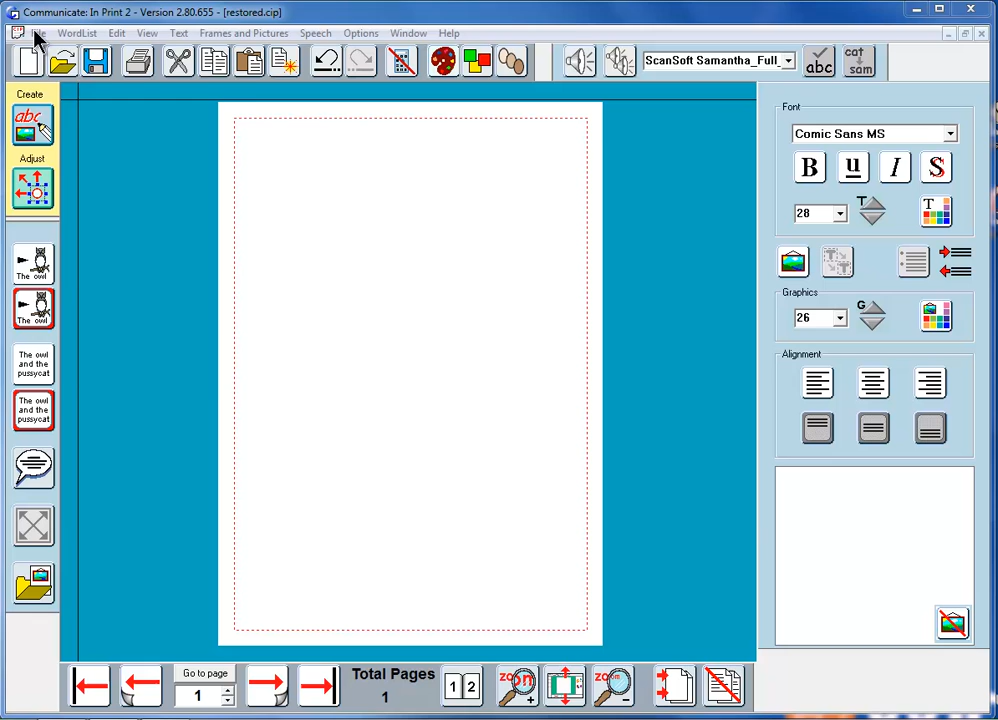 Communicate: In Print 2 - Version 2.80.655 - [restored.cip]
File WordList Edit View Text Frames and Pictures Speech Options Window Help
ScanSoft Samantha_Full_
abc
cat
sam
Create
abc
Adjust
The owl
The owl
The owl
and the
pussycat
The owl
and the
pussycat
Font
Comic Sans MS
B u I S
28
T
T
Graphics
26
G
Alignment
Go to page
1
Total Pages
1
1 2
zoom +
zoom -